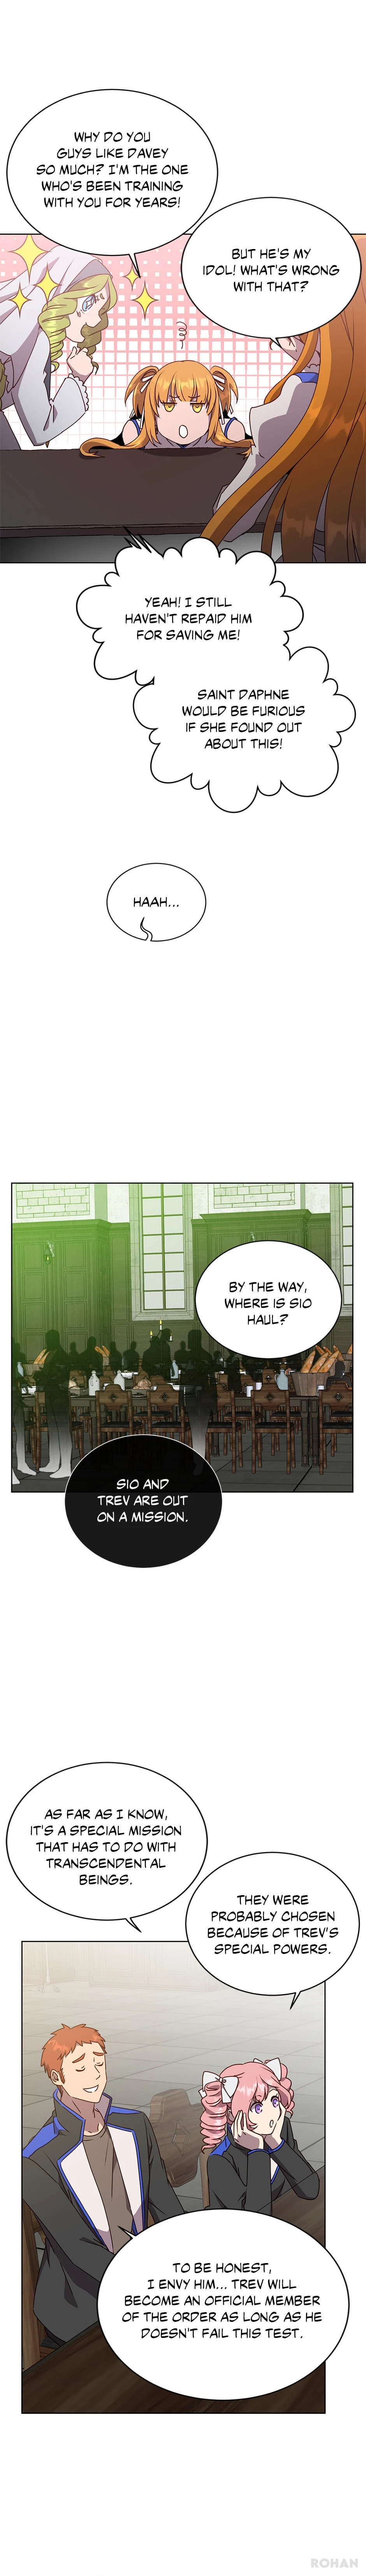 WHY DO YOU
GUYS LIKE DAVEY
SO MUCH? I'M THE ONE
WHO'S BEEN TRAINING
WITH YOU FOR YEARS!
BUT HE'S MY
IDOL! WHAT'S WRONG
WITH THAT?
YEAH! I STILL
HAVEN'T REPAID HIM
FOR SAVING ME!
SAINT DAPHNE
WOULD BE FURIOUS
IF SHE FOUND OUT
ABOUT THIS!
HAAH...
BY THE WAY,
WHERE IS SIO
HAUL?
SIO AND
TREV ARE OUT
ON A MISSION.
AS FAR AS I KNOW,
IT'S A SPECIAL MISSION
THAT HAS TO DO WITH
TRANSCENDENTAL
BEINGS.
THEY WERE
PROBABLY CHOSEN
BECAUSE OF TREV'S
SPECIAL POWERS.
TO BE HONEST,
I ENVY HIM... TREV WILL
BECOME AN OFFICIAL MEMBER
OF THE ORDER AS LONG AS HE
DOESN'T FAIL THIS TEST.
ROHAN